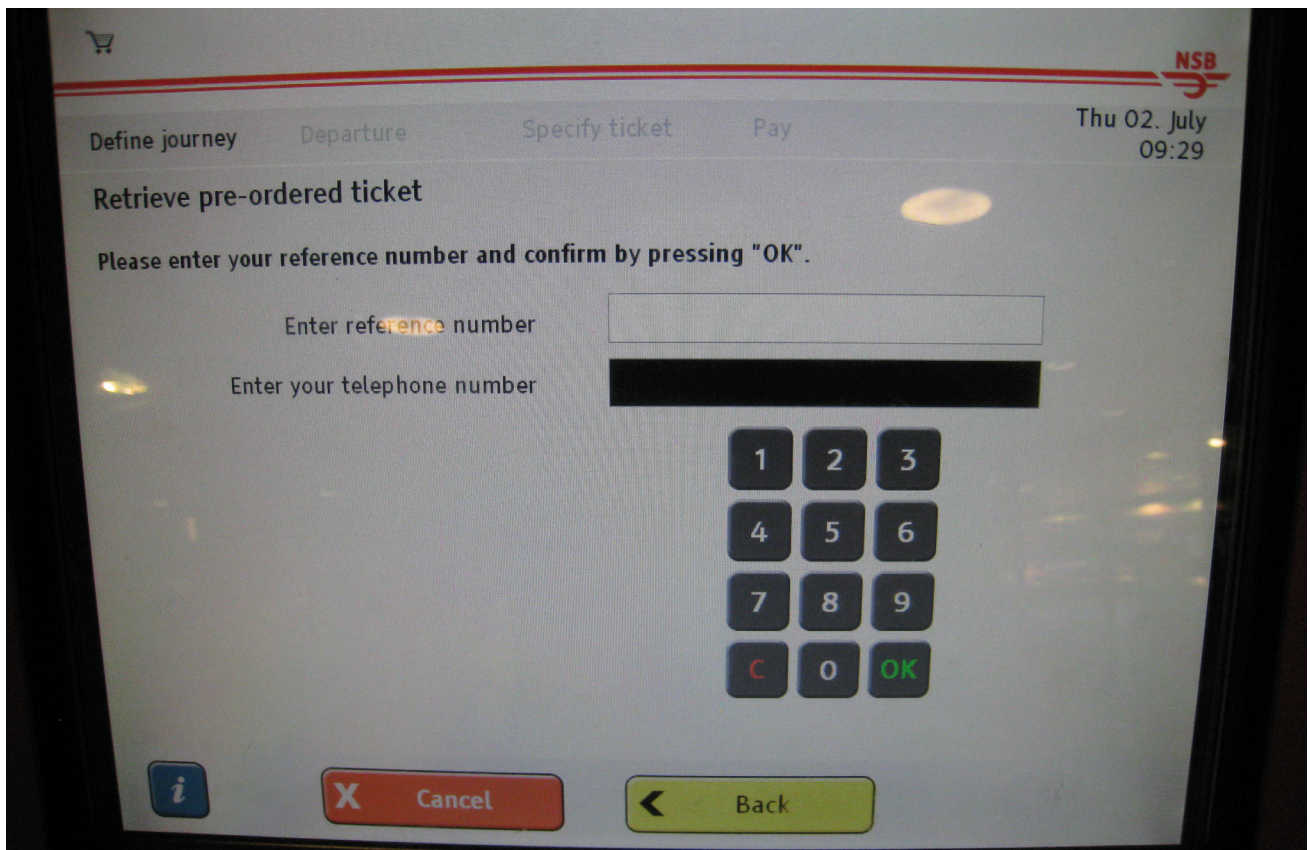 NSB
Define journey Departure Specify ticket Pay
Thu 02. July
09:29
Retrieve pre-ordered ticket
Please enter your reference number and confirm by pressing "OK".
Enter reference number
Enter your telephone number
1 2 3
4 5 6
7 8 9
C 0 OK
i X Cancel Back